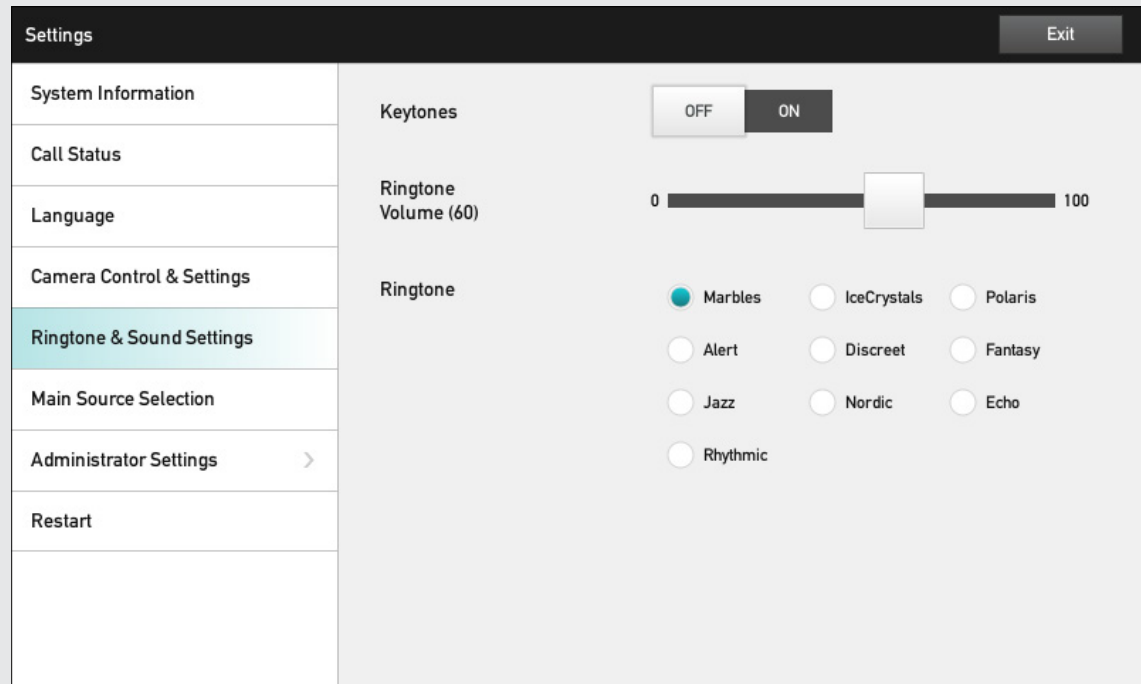 Settings
Exit
System Information
Call Status
Language
Camera Control & Settings
Ringtone & Sound Settings
Main Source Selection
Administrator Settings
Restart
Keytones
OFF ON
Ringtone
Volume (60)
0 100
Ringtone
Marbles IceCrystals Polaris
Alert Discreet Fantasy
Jazz Nordic Echo
Rhythmic